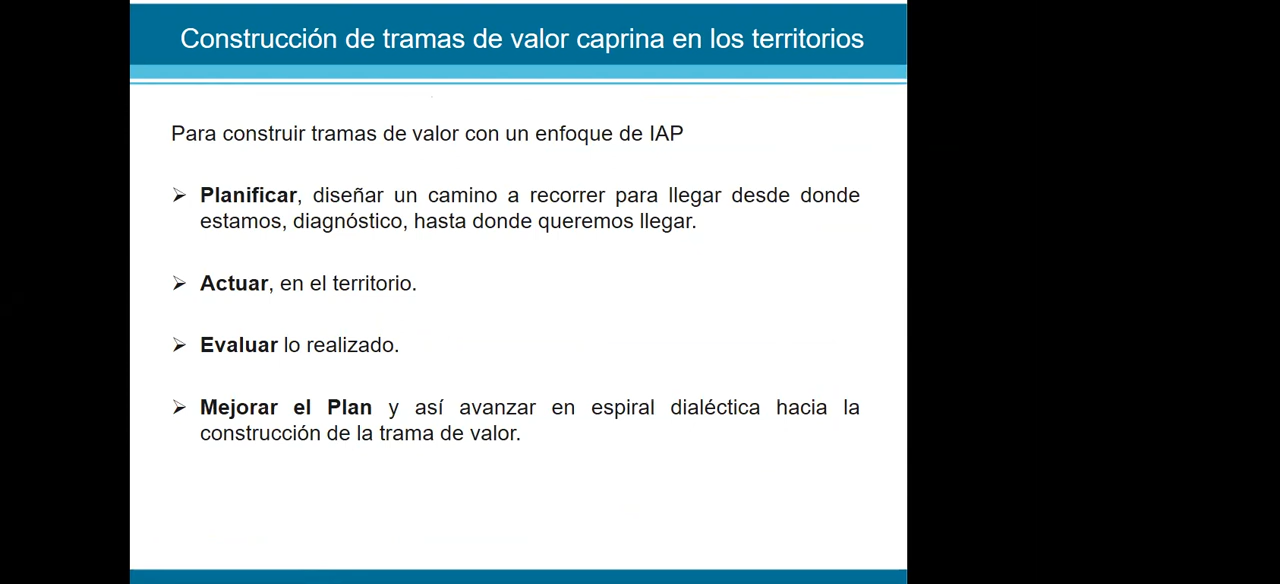 Construcción de tramas de valor caprina en los territorios
Para construir tramas de valor con un enfoque de IAP
➢ Planificar, diseñar un camino a recorrer para llegar desde donde
estamos, diagnóstico, hasta donde queremos llegar.
➢ Actuar, en el territorio.
➢ Evaluar lo realizado.
➢ Mejorar el Plan y así avanzar en espiral dialéctica hacia la
construcción de la trama de valor.